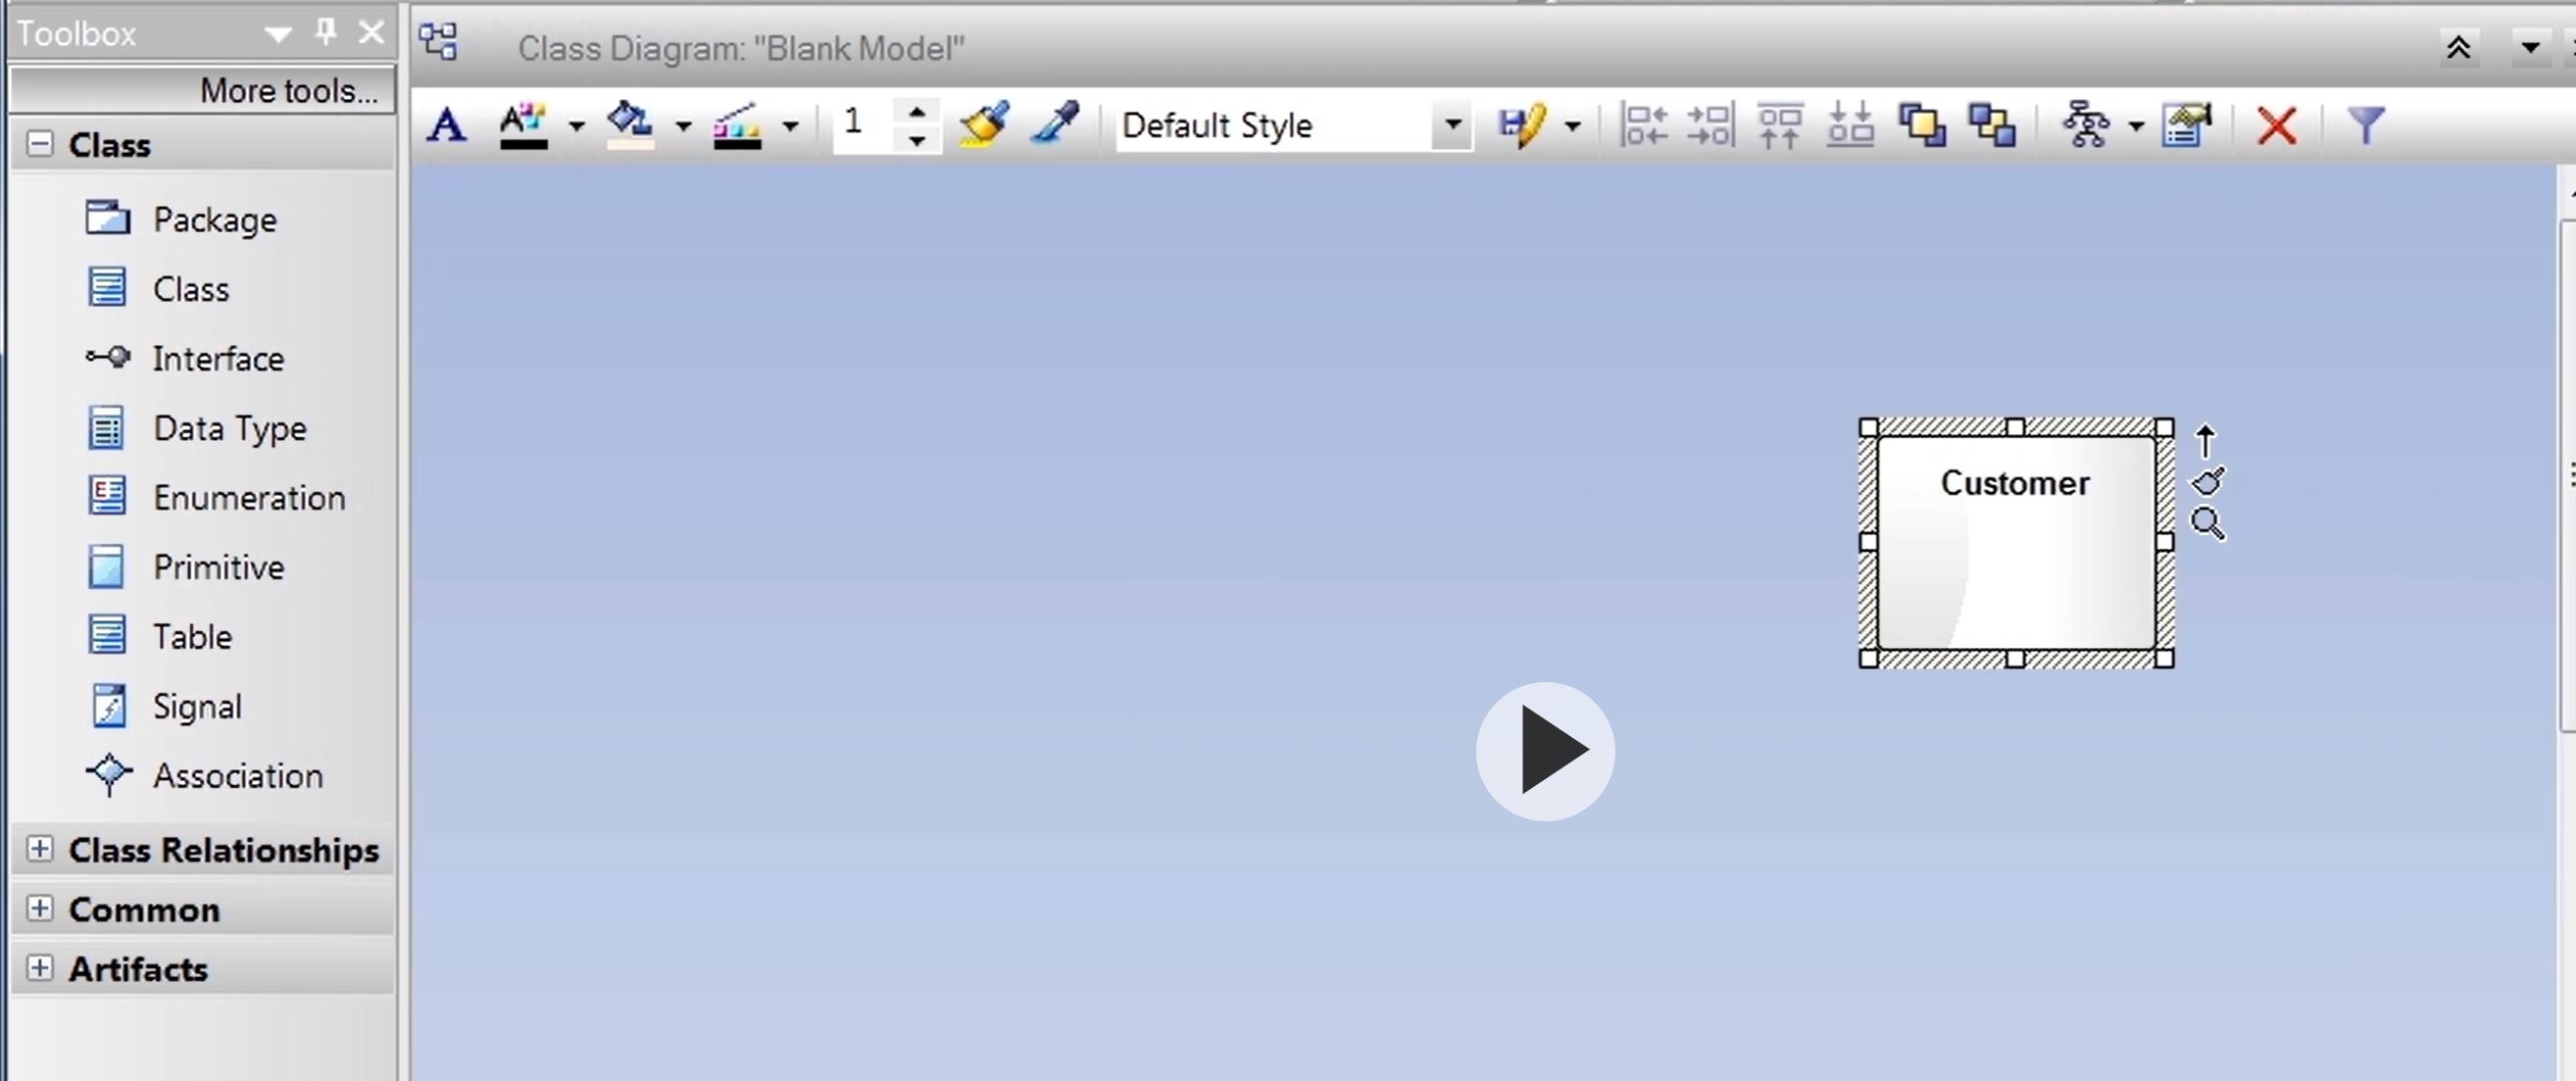 Toolbox
More tools...
Class
Package
Class
Interface
Data Type
Enumeration
Primitive
Table
Signal
Association
Class Relationships
Common
Artifacts
Class Diagram: "Blank Model"
1
Default Style
Customer